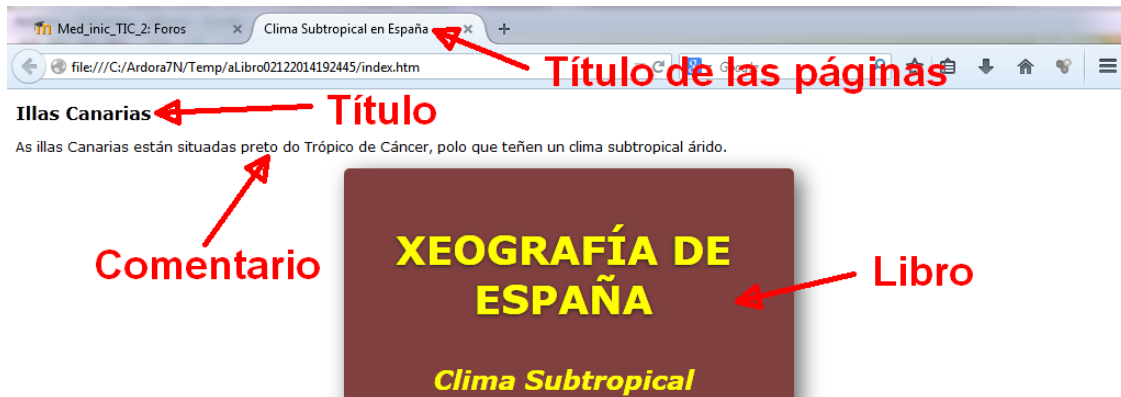 Med_inic_TIC_2: Foros
Clima Subtropical en España
file:///C:/Ardora7N/Temp/aLibro02122014192445/index.htm
Título de las páginas
Illas Canarias
Título
As illas Canarias están situadas preto do Trópico de Cáncer, polo que teñen un clima subtropical árido.
Comentario
XEOGRAFÍA DE
ESPAÑA
Libro
Clima Subtropical